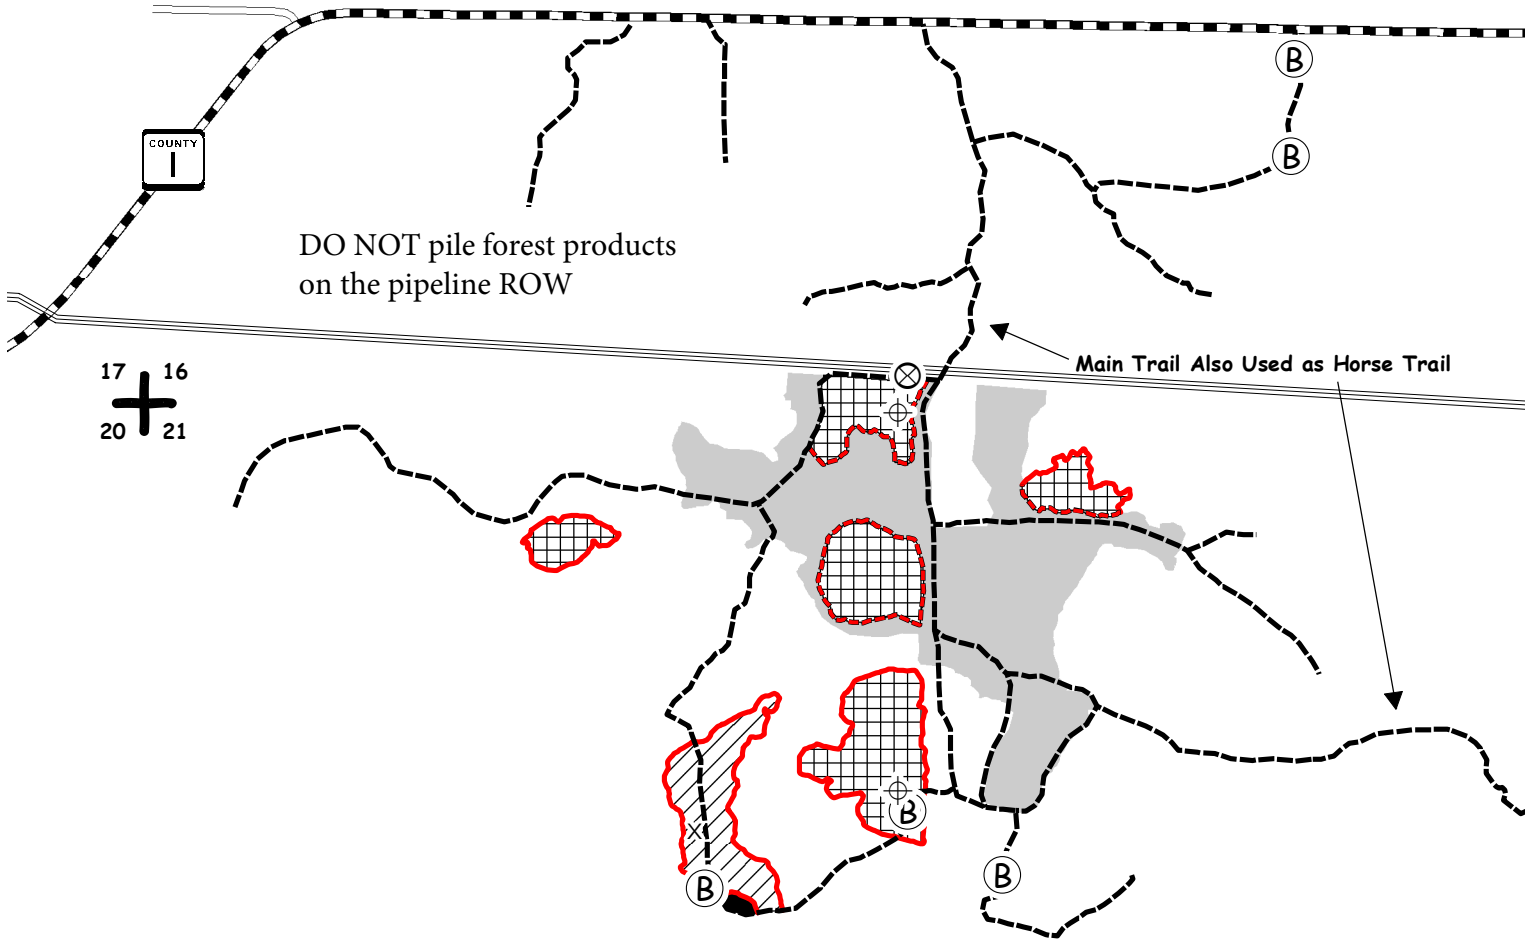 B
COUNTY
I
B
DO NOT pile forest products
on the pipeline ROW
Main Trail Also Used as Horse Trail
17 16
20 21
X
B
B
B